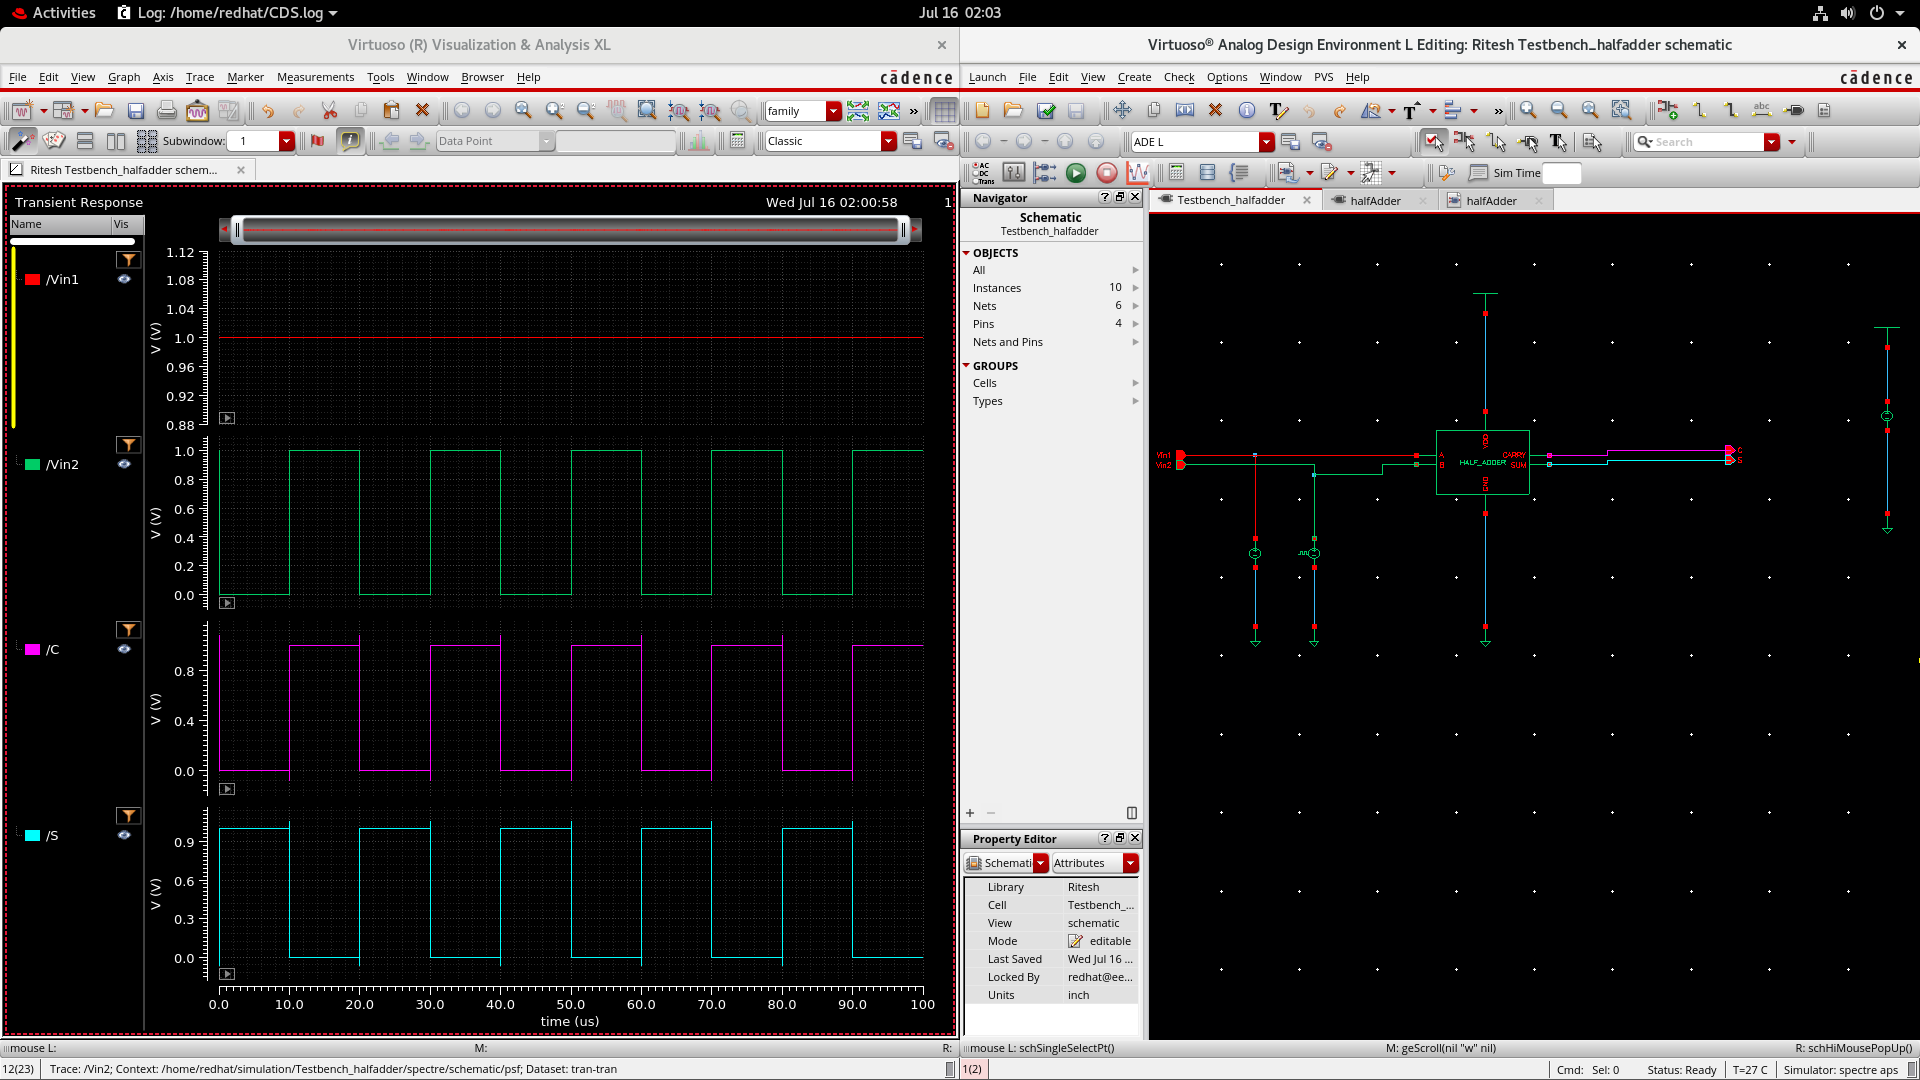 Activities
Log: /home/redhat/CDS.log
Jul 16 02:03
Virtuoso (R) Visualization & Analysis XL
File Edit View Graph Axis Trace Marker Measurements Tools Window Browser Help
cādence
family
Subwindow: 1
Data Point
Classic
Ritesh Testbench_halfadder schem...
Transient Response
Wed Jul 16 02:00:58
1
Name Vis
/Vin1
V (V)
1.12
1.08
1.04
1.0
0.96
0.92
0.88
/Vin2
V (V)
1.0
0.8
0.6
0.4
0.2
0.0
/C
V (V)
0.8
0.4
0.0
/S
V (V)
0.9
0.6
0.3
0.0
0.0 10.0 20.0 30.0 40.0 50.0 60.0 70.0 80.0 90.0 100
time (us)
mouse L: M: R:
12(23) Trace: /Vin2; Context: /home/redhat/simulation/Testbench_halfadder/spectre/schematic/psf; Dataset: tran-tran
Virtuoso® Analog Design Environment L Editing: Ritesh Testbench_halfadder schematic
Launch File Edit View Create Check Options Window PVS Help
cādence
abc
ADE L
Search
AC
DC
Trans
Sim Time
Navigator
Schematic
Testbench_halfadder
OBJECTS
All
Instances 10
Nets 6
Pins 4
Nets and Pins
GROUPS
Cells
Types
Property Editor
Schemati Attributes
Library Ritesh
Cell Testbench_...
View schematic
Mode editable
Last Saved Wed Jul 16 ...
Locked By redhat@ee...
Units inch
Testbench_halfadder halfAdder halfAdder
Vin1
Vin2
VDD
A
B
HALF_ADDER
CARRY
SUM
GND
C
S
mouse L: schSingleSelectPt() M: geScroll(nil "w" nil) R: schHiMousePopUp()
1(2) Cmd: Sel: 0 Status: Ready T=27 C Simulator: spectre aps